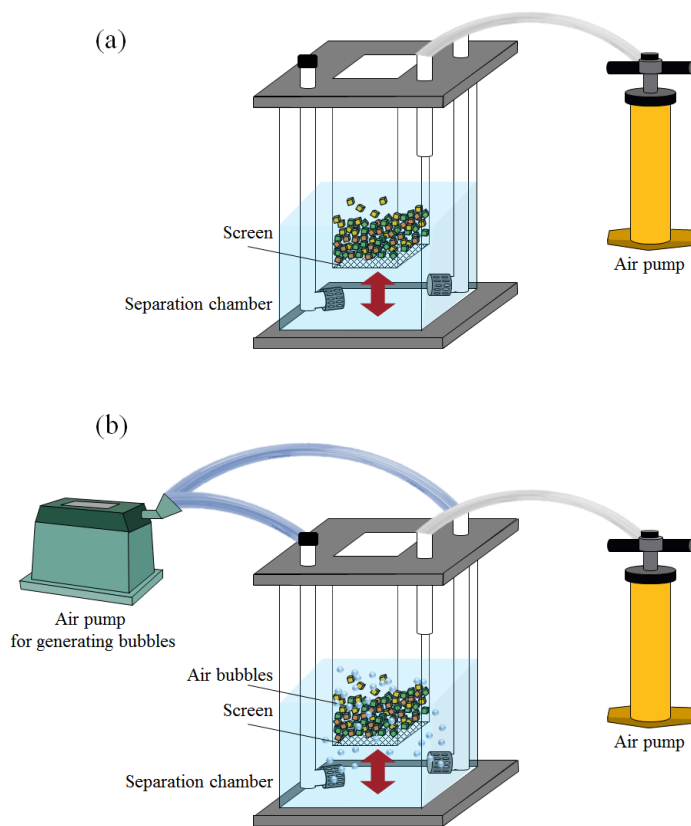 (a)
Screen
Separation chamber
Air pump
(b)
Air pump
for generating bubbles
Air bubbles
Screen
Separation chamber
Air pump